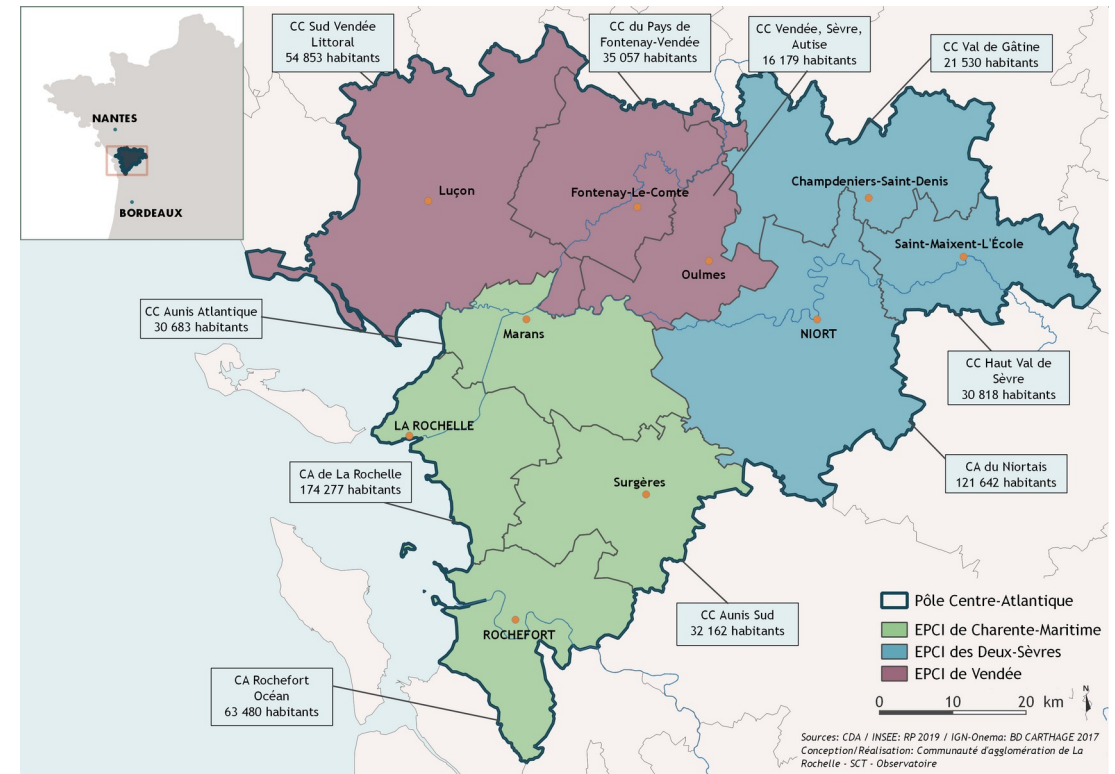 CC Sud Vendée
Littoral
54 853 habitants
CC du Pays de
Fontenay-Vendée
35 057 habitants
CC Vendée, Sèvre,
Autise
16 179 habitants
CC Val de Gâtine
21 530 habitants
NANTES
BORDEAUX
Luçon
Fontenay-Le-Comte
Champdeniers-Saint-Denis
Saint-Maixent-L'École
Oulmes
CC Aunis Atlantique
30 683 habitants
Marans
NIORT
CC Haut Val de
Sèvre
30 818 habitants
LA ROCHELLE
CA de La Rochelle
174 277 habitants
Surgères
CA du Niortais
121 642 habitants
ROCHEFORT
CC Aunis Sud
32 162 habitants
CA Rochefort
Océan
63 480 habitants
Pôle Centre-Atlantique
EPCI de Charente-Maritime
EPCI des Deux-Sèvres
EPCI de Vendée
0 10 20 km
N
Sources: CDA / INSEE: RP 2019 / IGN-Onema: BD CARTHAGE 2017
Conception/Réalisation: Communauté d'agglomération de La
Rochelle - SCT - Observatoire